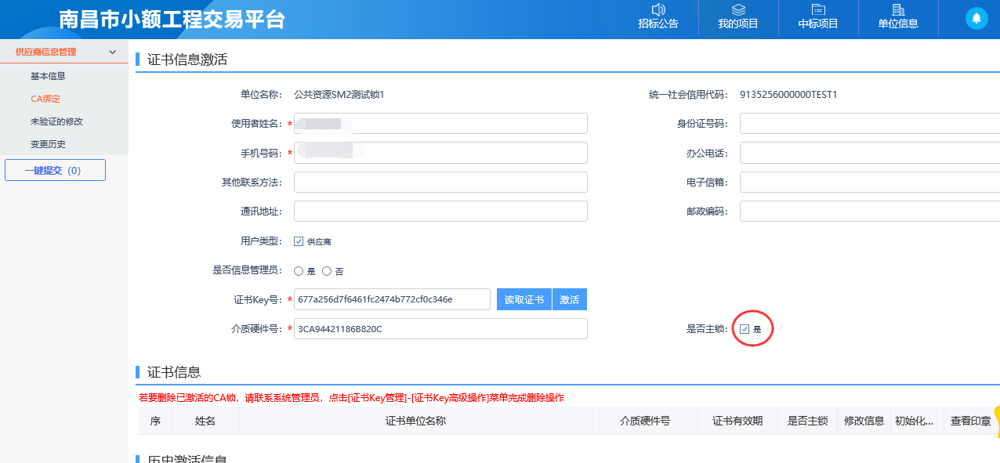 南昌市小额工程交易平台
招标公告
我的项目
中标项目
单位信息
供应商信息管理
基本信息
CA绑定
未验证的修改
变更历史
一键提交（0）
证书信息激活
单位名称： 公共资源SM2测试锁1
统一社会信用代码： 9135256000000TEST1
使用者姓名： *
身份证号码：
手机号码： *
办公电话：
其他联系方法：
电子信箱：
通讯地址：
邮政编码：
用户类型： 供应商
是否信息管理员： 是 否
证书Key号： * 677a256d7f6461fc2474b772cf0c346e 读取证书 激活
介质硬件号： * 3CA94421186B820C
是否主锁： 是
证书信息
若要删除已激活的CA锁，请联系系统管理员，点击[证书Key管理]-[证书Key高级操作]菜单完成删除操作
序 姓名 证书单位名称 介质硬件号 证书有效期 是否主锁 修改信息 初始化... 查看印章
历史激活信息